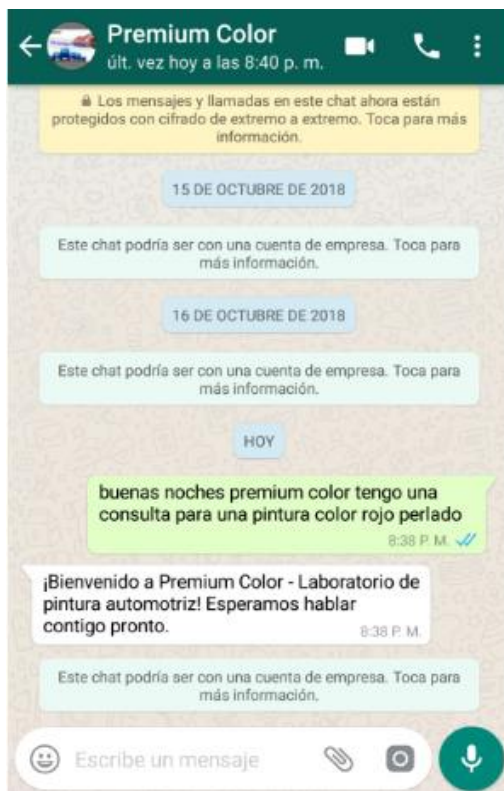 Premium Color
últ. vez hoy a las 8:40 p. m.
Los mensajes y llamadas en este chat ahora están
protegidos con cifrado de extremo a extremo. Toca para más
información.
15 DE OCTUBRE DE 2018
Este chat podría ser con una cuenta de empresa. Toca para
más información.
16 DE OCTUBRE DE 2018
Este chat podría ser con una cuenta de empresa. Toca para
más información.
HOY
buenas noches premium color tengo una
consulta para una pintura color rojo perlado
8:38 P. M.
¡Bienvenido a Premium Color - Laboratorio de
pintura automotriz! Esperamos hablar
contigo pronto.
8:38 P. M.
Este chat podría ser con una cuenta de empresa. Toca para
más información.
Escribe un mensaje